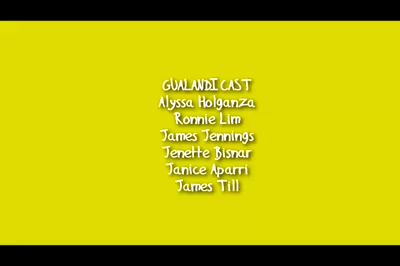 GUALANDI CAST
Alyssa Holganza
Ronnie Lim
James Jennings
Jenette Bisnar
Janice Aparri
James Till